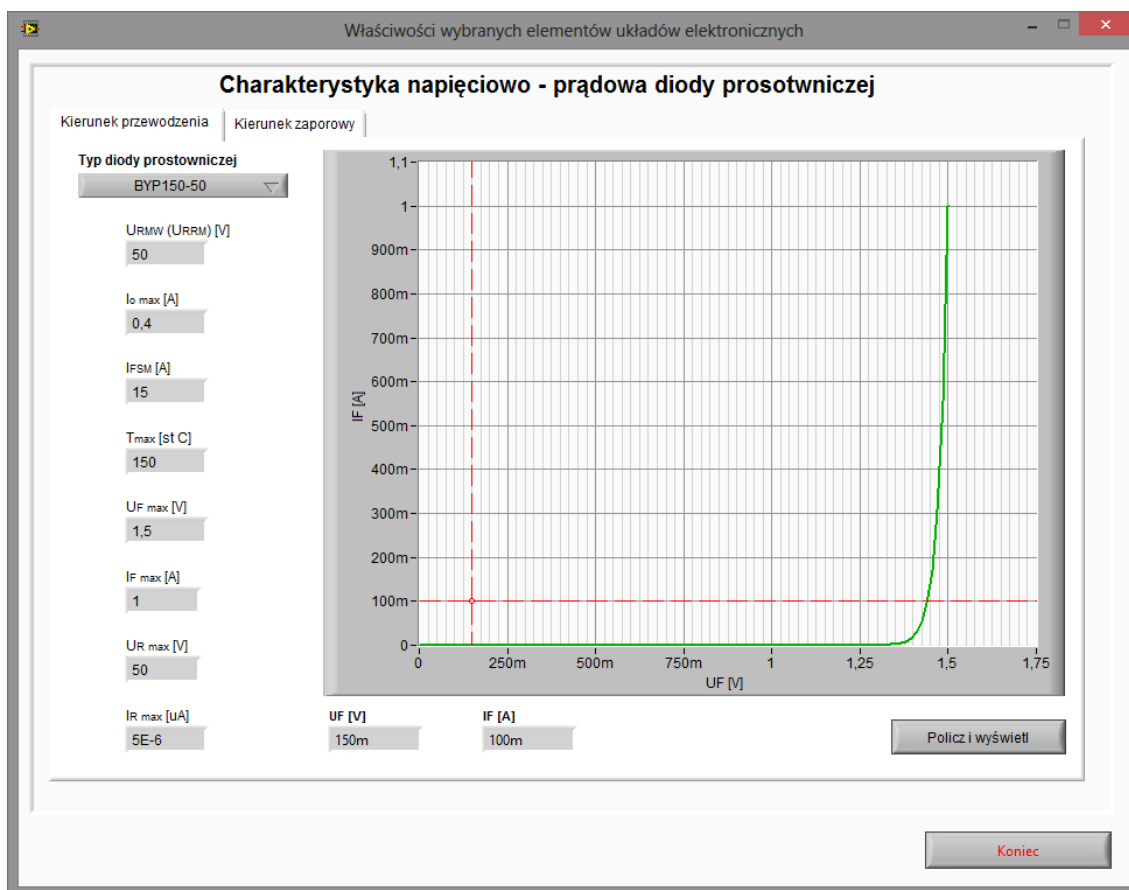 Właściwości wybranych elementów układów elektronicznych
Charakterystyka napięciowo - prądowa diody prosotwniczej
Kierunek przewodzenia
Kierunek zaporowy
Typ diody prostowniczej
BYP150-50
URMW (URRM) [V]
50
Io max [A]
0,4
IFSM [A]
15
Tmax [st C]
150
UF max [V]
1,5
IF max [A]
1
UR max [V]
50
IR max [uA]
5E-6
IF [A]
1,1
1
900m
800m
700m
600m
500m
400m
300m
200m
100m
0
0
250m
500m
750m
1
1,25
1,5
1,75
UF [V]
UF [V]
150m
IF [A]
100m
Policz i wyświetl
Koniec